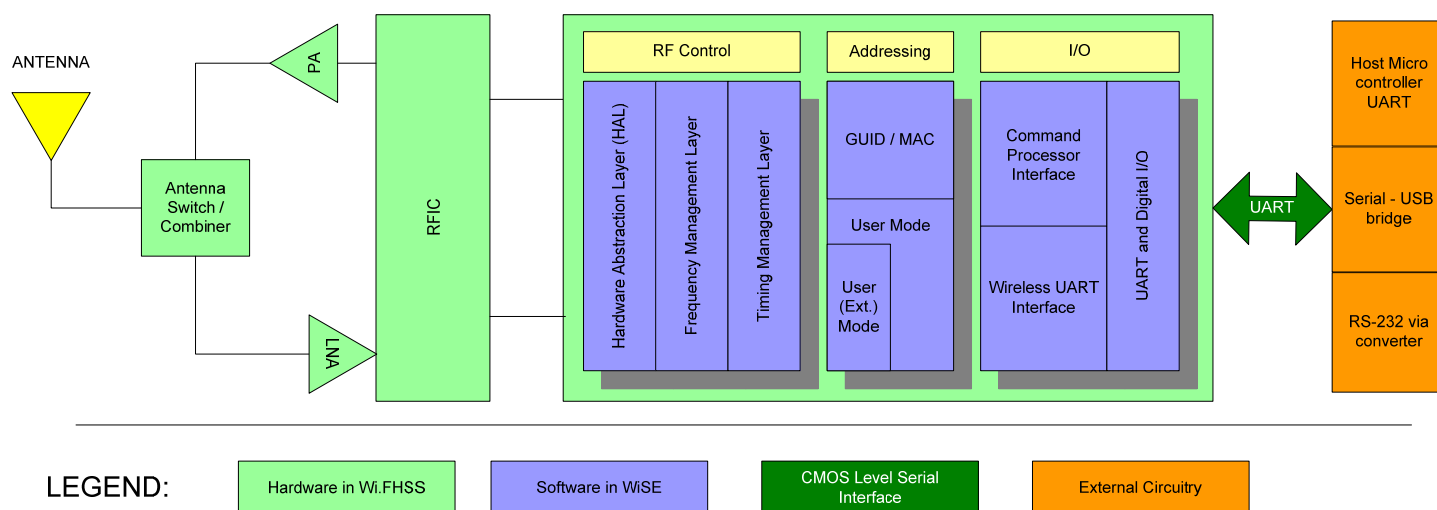 ANTENNA
PA
Antenna
Switch /
Combiner
LNA
RFIC
RF Control
Hardware Abstraction Layer (HAL)
Frequency Management Layer
Timing Management Layer
Addressing
GUID / MAC
User Mode
User
(Ext.)
Mode
I/O
Command
Processor
Interface
Wireless UART
Interface
UART and Digital I/O
UART
Host Micro
controller
UART
Serial - USB
bridge
RS-232 via
converter
LEGEND:
Hardware in Wi.FHSS
Software in WiSE
CMOS Level Serial
Interface
External Circuitry